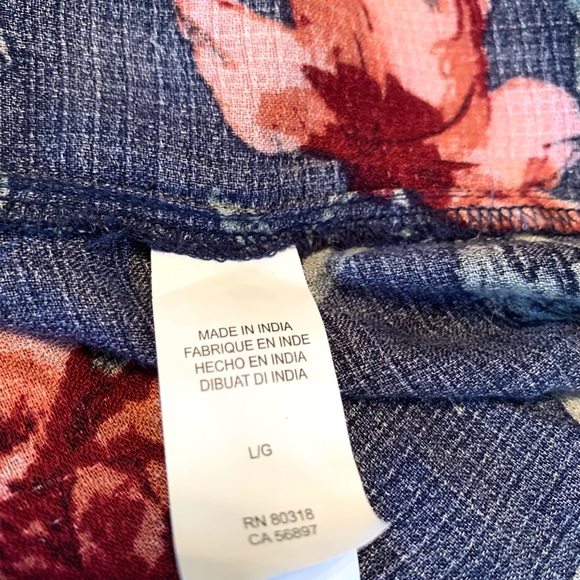 MADE IN INDIA
FABRIQUE EN INDE
HECHO EN INDIA
DIBUAT DI INDIA
L/G
RN 80318
CA 56897